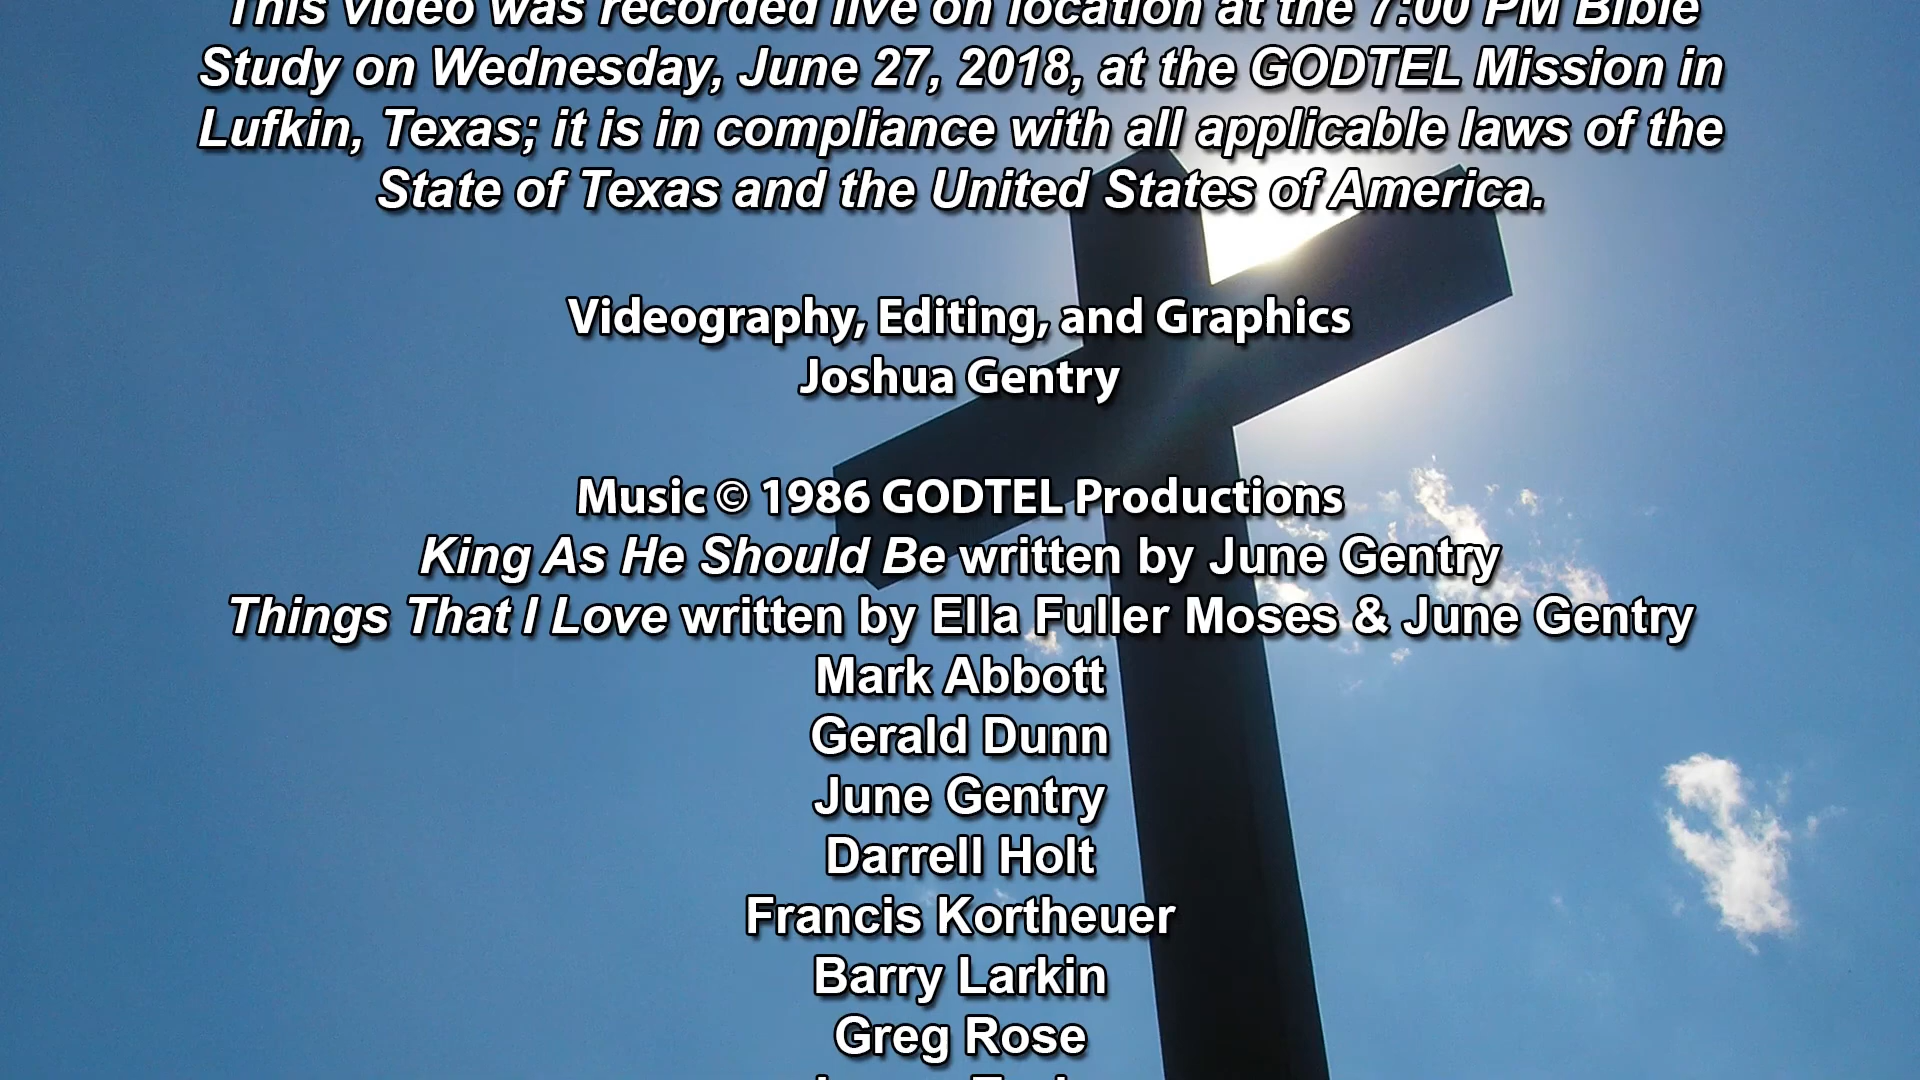 This video was recorded live on location at the 7:00 PM Bible
Study on Wednesday, June 27, 2018, at the GODTEL Mission in
Lufkin, Texas; it is in compliance with all applicable laws of the
State of Texas and the United States of America.
Videography, Editing, and Graphics
Joshua Gentry
Music © 1986 GODTEL Productions
King As He Should Be written by June Gentry
Things That I Love written by Ella Fuller Moses & June Gentry
Mark Abbott
Gerald Dunn
June Gentry
Darrell Holt
Francis Kortheuer
Barry Larkin
Greg Rose